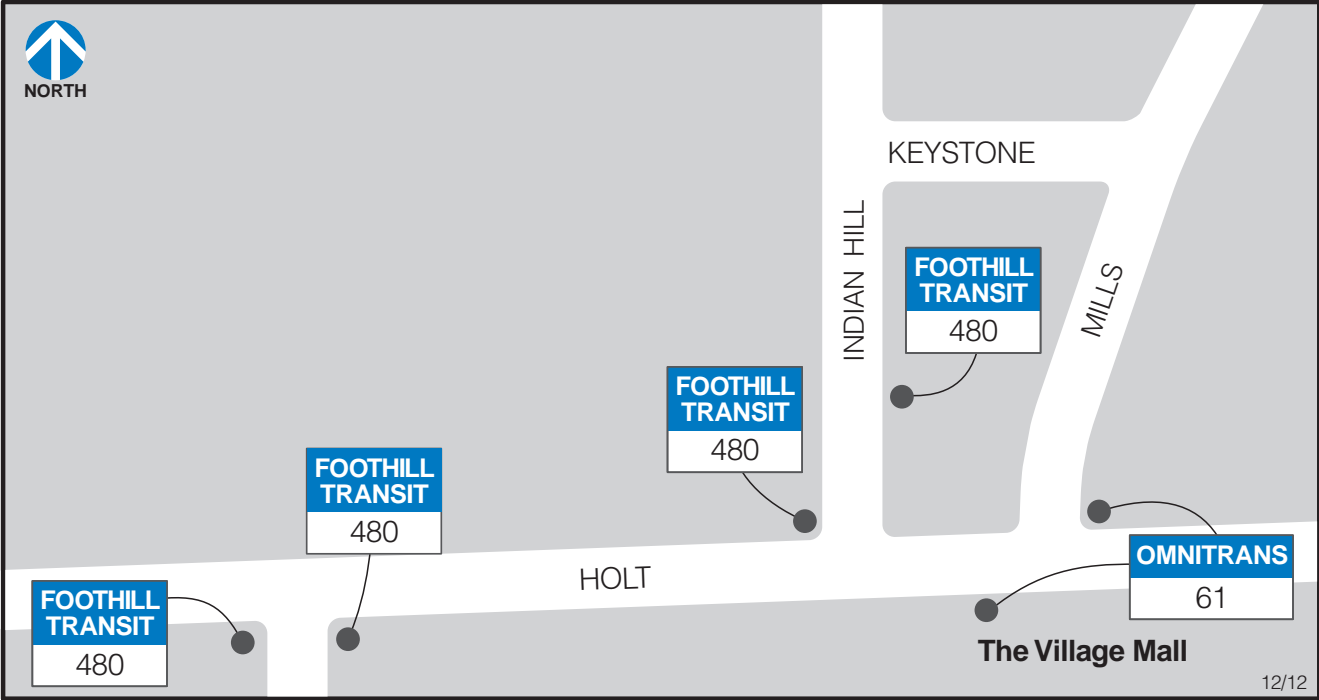 NORTH
KEYSTONE
INDIAN HILL
FOOTHILL
TRANSIT
480
MILLS
FOOTHILL
TRANSIT
480
FOOTHILL
TRANSIT
480
OMNITRANS
61
HOLT
FOOTHILL
TRANSIT
480
The Village Mall
12/12